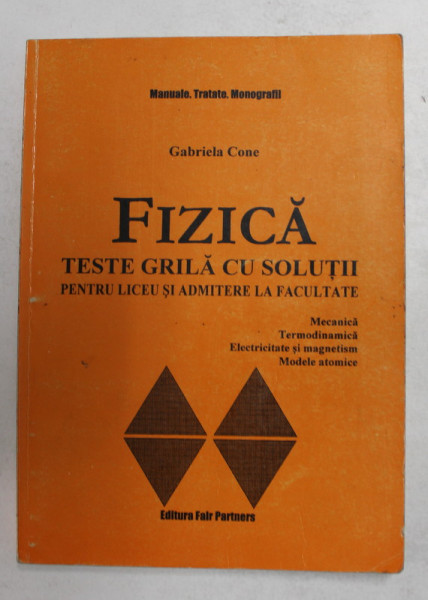 Manuale. Tratate. Monografii
Gabriela Cone
FIZICĂ
TESTE GRILĂ CU SOLUȚII
PENTRU LICEU ȘI ADMITERE LA FACULTATE
Mecanică
Termodinamică
Electricitate și magnetism
Modele atomice
Editura Fair Partners